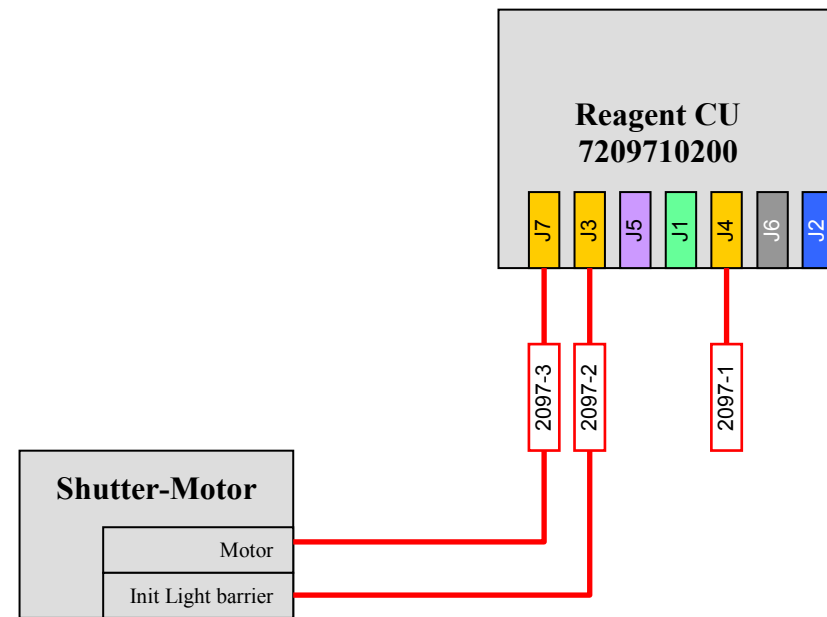 Reagent CU
7209710200
J7
J3
J5
J1
J4
J6
J2
2097-3
2097-2
2097-1
Shutter-Motor
Motor
Init Light barrier